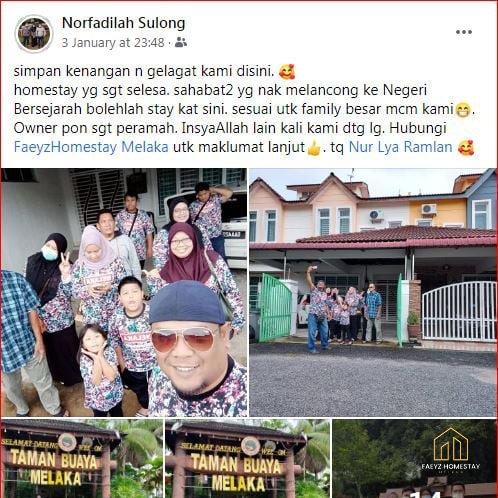 Norfadilah Sulong
3 January at 23:48 ·
simpan kenangan n gelagat kami disini. 🥰
homestay yg sgt selesa. sahabat2 yg nak melancong ke Negeri
Bersejarah bolehlah stay kat sini. sesuai utk family besar mcm kami😁.
Owner pon sgt peramah. InsyaAllah lain kali kami dtg lg. Hubungi
FaeyzHomestay Melaka utk maklumat lanjut👍. tq Nur Lya Ramlan 🥰
SELAMAT DATANG
TAMAN BUAYA
MELAKA
SELAMAT DATANG
TAMAN BUAYA
MELAKA
FAEYZ HOMESTAY
MELAKA